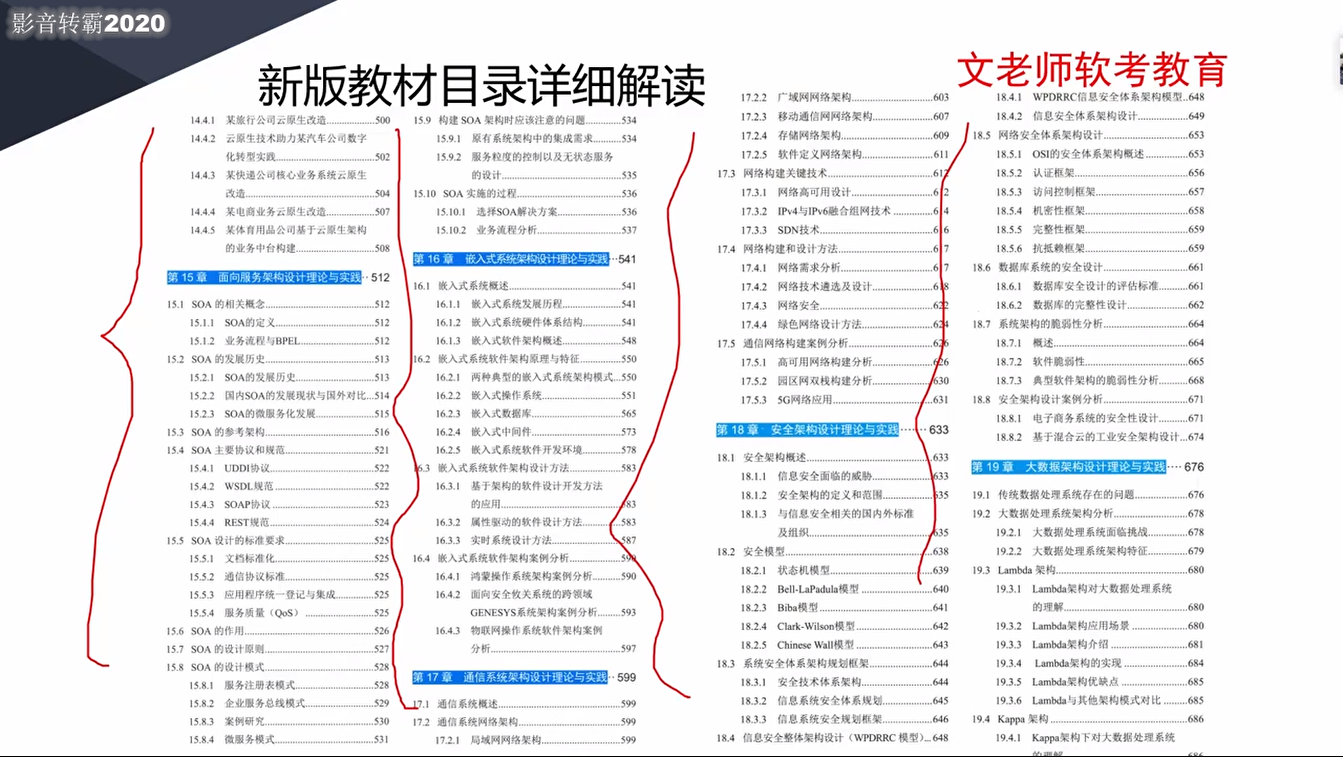 影音转霸2020
新版教材目录详细解读
文老师软考教育
14.4.1 某旅行公司云原生改造 500
14.4.2 云原生技术助力某汽车公司数字
化转型实践 502
14.4.3 某快递公司核心业务系统云原生
改造 504
14.4.4 某电商业务云原生改造 507
14.4.5 某体育用品公司基于云原生架构
的业务中台构建 508
第 15 章 面向服务架构设计理论与实践 512
15.1 SOA 的相关概念 512
15.1.1 SOA的定义 512
15.1.2 业务流程与BPEL 512
15.2 SOA 的发展历史 513
15.2.1 SOA的发展历史 513
15.2.2 国内SOA的发展现状与国外对比 514
15.2.3 SOA的微服务化发展 515
15.3 SOA 的参考架构 516
15.4 SOA 主要协议和规范 521
15.4.1 UDDI协议 522
15.4.2 WSDL规范 522
15.4.3 SOAP协议 523
15.4.4 REST规范 524
15.5 SOA 设计的标准要求 525
15.5.1 文档标准化 525
15.5.2 通信协议标准 525
15.5.3 应用程序统一登记与集成 525
15.5.4 服务质量（QoS） 525
15.6 SOA 的作用 526
15.7 SOA 的设计原则 527
15.8 SOA 的设计模式 528
15.8.1 服务注册表模式 528
15.8.2 企业服务总线模式 529
15.8.3 案例研究 530
15.8.4 微服务模式 531
15.9 构建 SOA 架构时应该注意的问题 534
15.9.1 原有系统架构中的集成需求 534
15.9.2 服务粒度的控制以及无状态服务
的设计 535
15.10 SOA 实施的过程 536
15.10.1 选择SOA解决方案 536
15.10.2 业务流程分析 537
第 16 章 嵌入式系统架构设计理论与实践 541
16.1 嵌入式系统概述 541
16.1.1 嵌入式系统发展历程 541
16.1.2 嵌入式系统硬件体系结构 541
16.1.3 嵌入式软件架构概述 548
16.2 嵌入式系统软件架构原理与特征 550
16.2.1 两种典型的嵌入式系统架构模式 550
16.2.2 嵌入式操作系统 551
16.2.3 嵌入式数据库 565
16.2.4 嵌入式中间件 573
16.2.5 嵌入式系统软件开发环境 578
16.3 嵌入式系统软件架构设计方法 583
16.3.1 基于架构的软件设计开发方法
的应用 583
16.3.2 属性驱动的软件设计方法 583
16.3.3 实时系统设计方法 587
16.4 嵌入式系统软件架构案例分析 590
16.4.1 鸿蒙操作系统架构案例分析 590
16.4.2 面向安全攸关系统的跨领域
GENESYS系统架构案例分析 593
16.4.3 物联网操作系统软件架构案例
分析 597
第 17 章 通信系统架构设计理论与实践 599
17.1 通信系统概述 599
17.2 通信系统网络架构 599
17.2.1 局域网网络架构 599
17.2.2 广域网网络架构 603
17.2.3 移动通信网网络架构 607
17.2.4 存储网络架构 609
17.2.5 软件定义网络架构 611
17.3 网络构建关键技术 612
17.3.1 网络高可用设计 612
17.3.2 IPv4与IPv6融合组网技术 614
17.3.3 SDN技术 616
17.4 网络构建和设计方法 617
17.4.1 网络需求分析 617
17.4.2 网络技术遴选及设计 618
17.4.3 网络安全 622
17.4.4 绿色网络设计方法 624
17.5 通信网络构建案例分析 626
17.5.1 高可用网络构建分析 626
17.5.2 园区网双栈构建分析 630
17.5.3 5G网络应用 631
第 18 章 安全架构设计理论与实践 633
18.1 安全架构概述 633
18.1.1 信息安全面临的威胁 633
18.1.2 安全架构的定义和范围 635
18.1.3 与信息安全相关的国内外标准
及组织 635
18.2 安全模型 638
18.2.1 状态机模型 639
18.2.2 Bell-LaPadula模型 640
18.2.3 Biba模型 641
18.2.4 Clark-Wilson模型 642
18.2.5 Chinese Wall模型 643
18.3 系统安全体系架构规划框架 644
18.3.1 安全技术体系架构 644
18.3.2 信息系统安全体系规划 645
18.3.3 信息系统安全规划框架 646
18.4 信息安全整体架构设计（WPDRRC 模型） 648
18.4.1 WPDRRC信息安全体系架构模型 648
18.4.2 信息安全体系架构设计 649
18.5 网络安全体系架构设计 653
18.5.1 OSI的安全体系架构概述 653
18.5.2 认证框架 656
18.5.3 访问控制框架 657
18.5.4 机密性框架 658
18.5.5 完整性框架 659
18.5.6 抗抵赖框架 659
18.6 数据库系统的安全设计 661
18.6.1 数据库安全设计的评估标准 661
18.6.2 数据库的完整性设计 662
18.7 系统架构的脆弱性分析 664
18.7.1 概述 664
18.7.2 软件脆弱性 665
18.7.3 典型软件架构的脆弱性分析 668
18.8 安全架构设计案例分析 671
18.8.1 电子商务系统的安全性设计 671
18.8.2 基于混合云的工业安全架构设计 674
第 19 章 大数据架构设计理论与实践 676
19.1 传统数据处理系统存在的问题 676
19.2 大数据处理系统架构分析 678
19.2.1 大数据处理系统面临挑战 678
19.2.2 大数据处理系统架构特征 679
19.3 Lambda 架构 680
19.3.1 Lambda架构对大数据处理系统
的理解 680
19.3.2 Lambda架构应用场景 680
19.3.3 Lambda架构介绍 681
19.3.4 Lambda架构的实现 684
19.3.5 Lambda架构优缺点 685
19.3.6 Lambda与其他架构模式对比 685
19.4 Kappa 架构 686
19.4.1 Kappa架构下对大数据处理系统
的理解 686